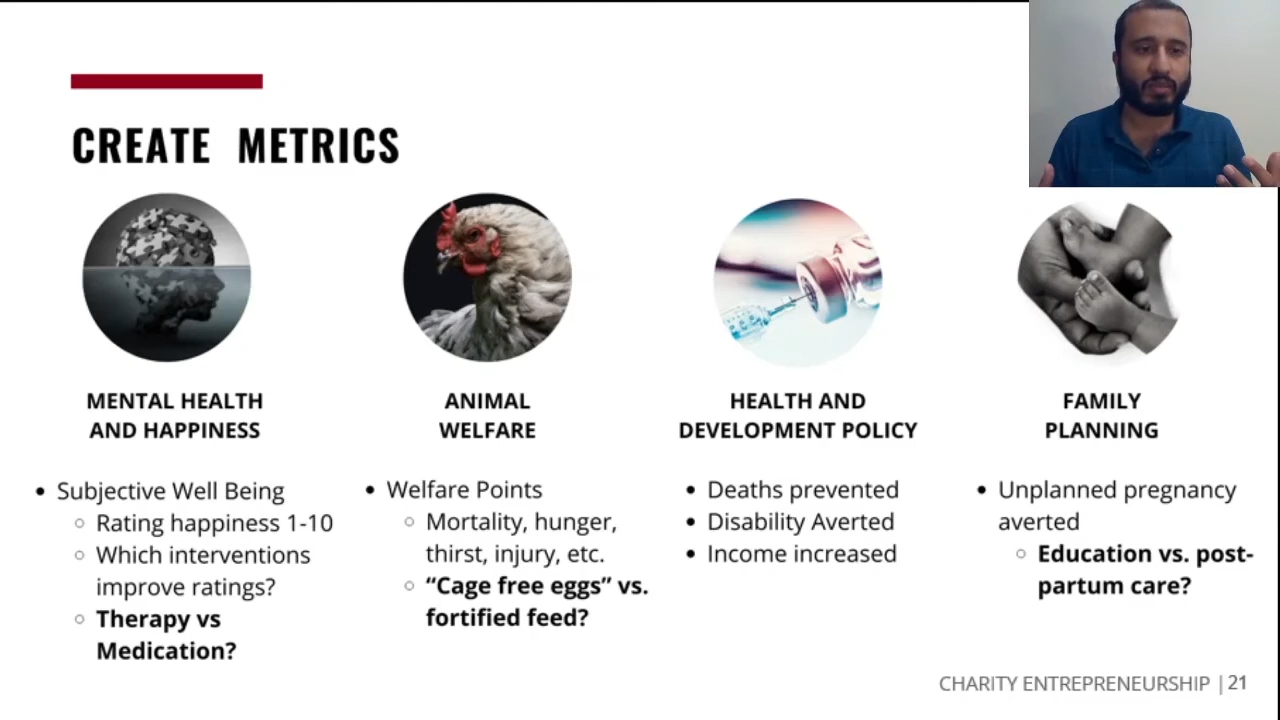 CREATE METRICS
MENTAL HEALTH
AND HAPPINESS
• Subjective Well Being
○ Rating happiness 1-10
○ Which interventions
improve ratings?
○ Therapy vs
Medication?
ANIMAL
WELFARE
• Welfare Points
○ Mortality, hunger,
thirst, injury, etc.
○ “Cage free eggs” vs.
fortified feed?
HEALTH AND
DEVELOPMENT POLICY
• Deaths prevented
• Disability Averted
• Income increased
FAMILY
PLANNING
• Unplanned pregnancy
averted
○ Education vs. post-
partum care?
CHARITY ENTREPRENEURSHIP | 21